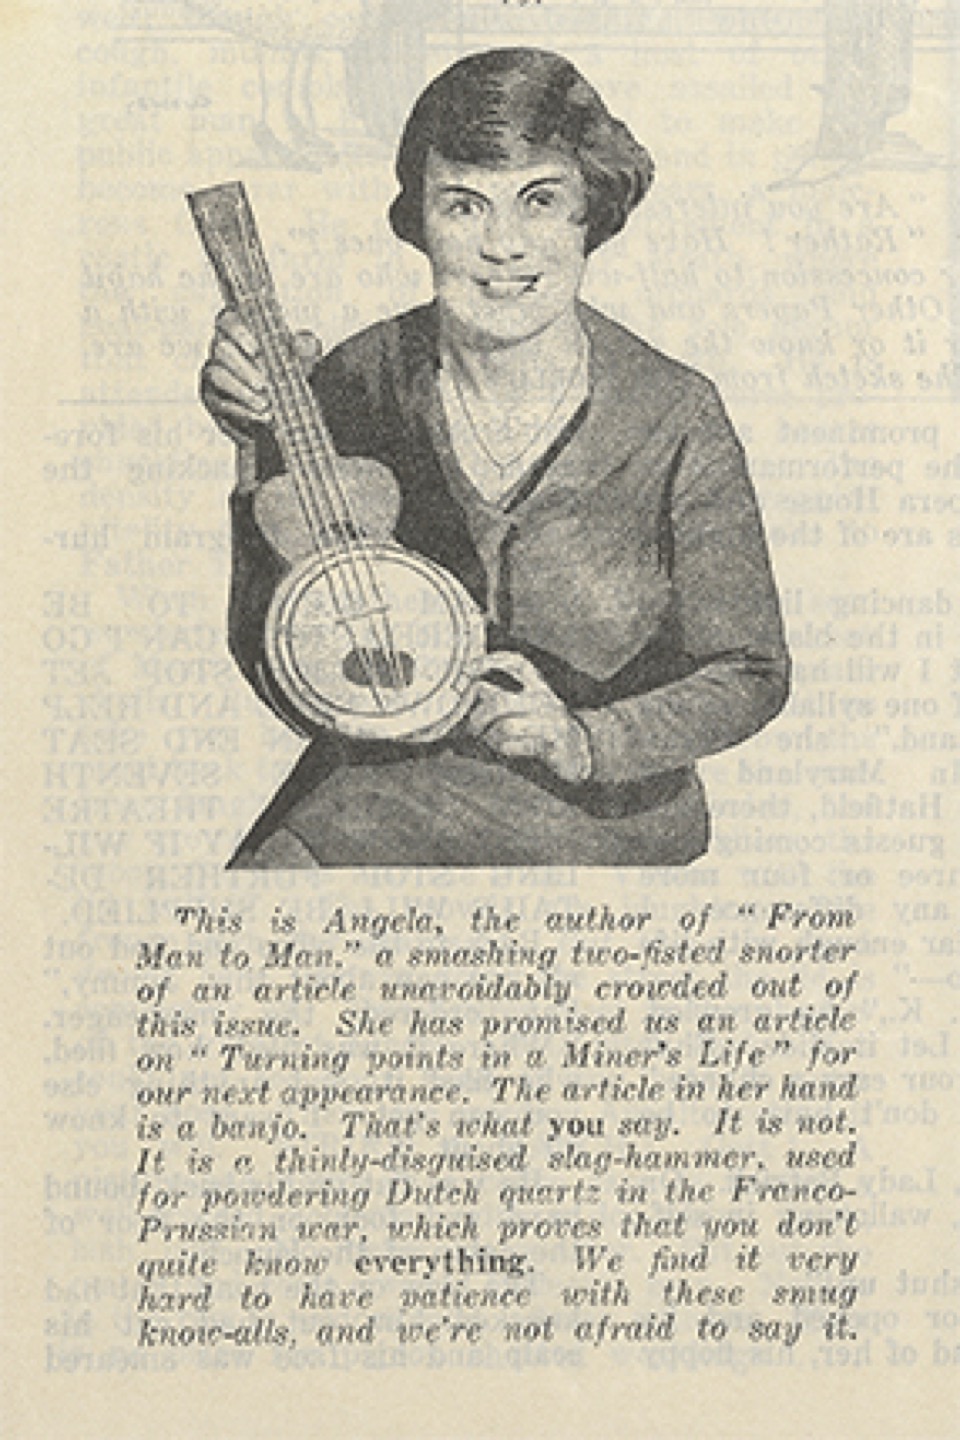 This is Angela, the author of “ From
Man to Man.” a smashing two-fisted snorter
of an article unavoidably crowded out of
this issue. She has promised us an article
on “ Turning points in a Miner's Life” for
our next appearance. The article in her hand
is a banjo. That's what you say. It is not.
It is a thinly-disguised slag-hammer, used
for powdering Dutch quartz in the Franco-
Prussian war, which proves that you don't
quite know everything. We find it very
hard to have patience with these smug
know-alls, and we're not afraid to say it.